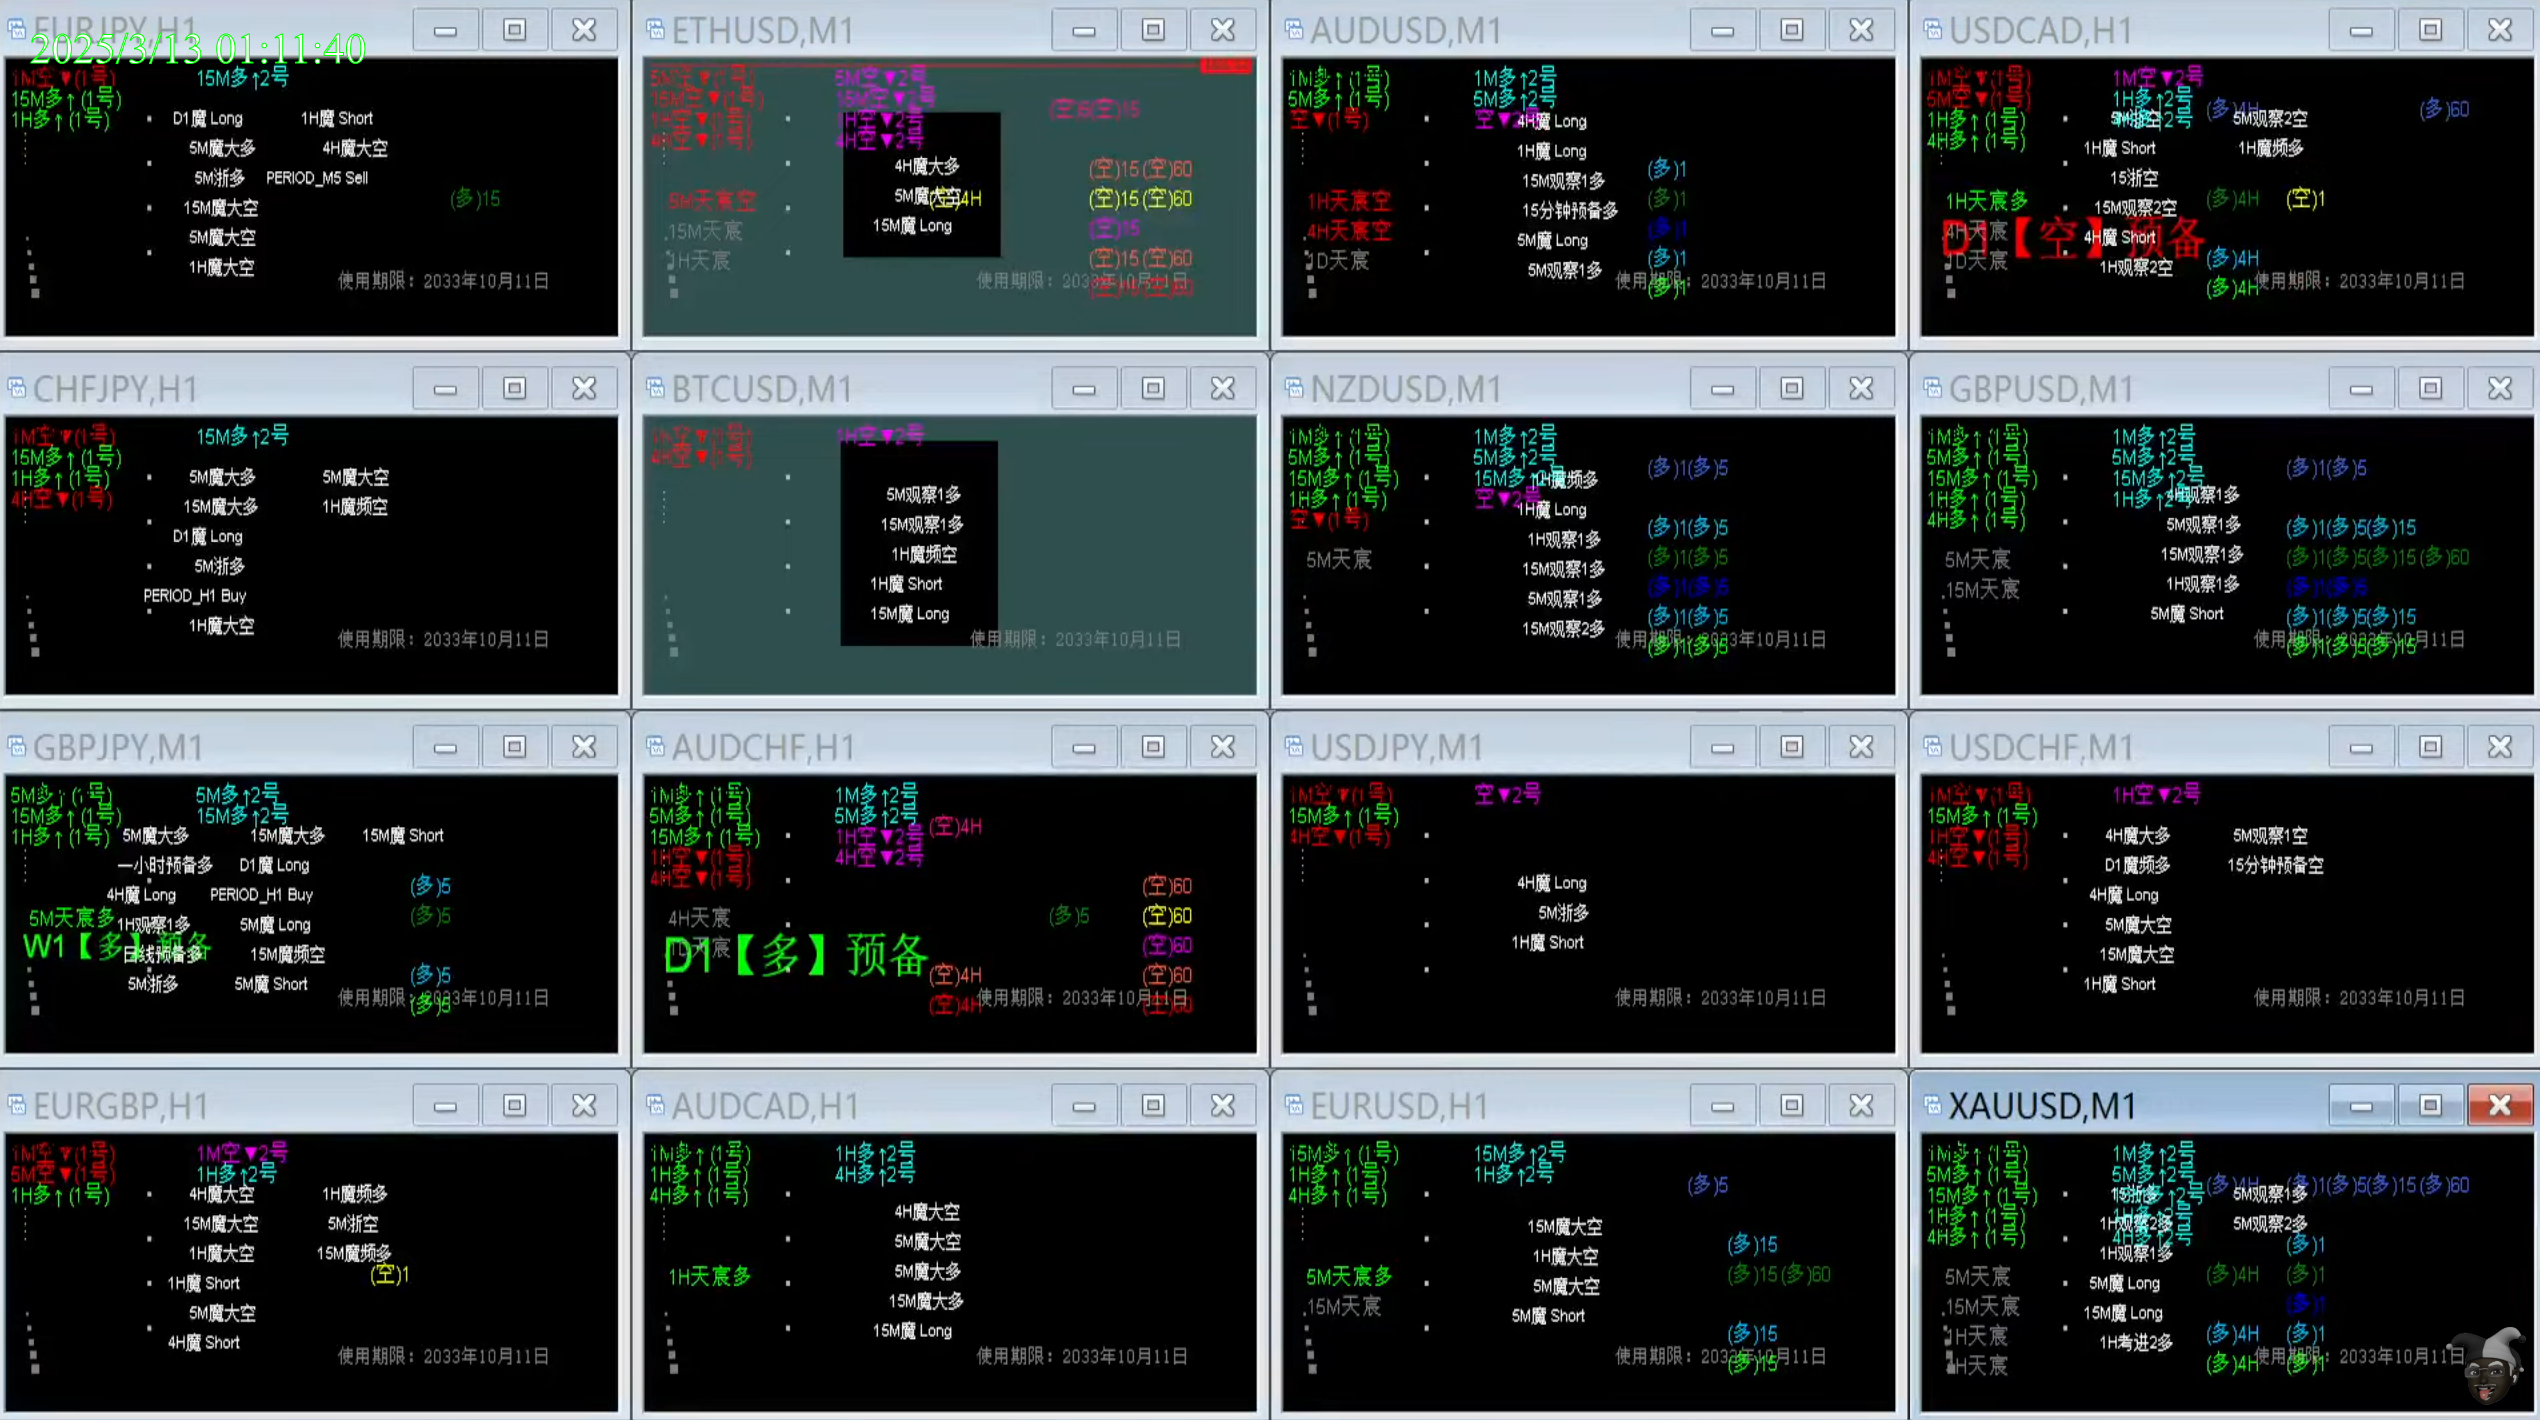 EURJPY,H1
2025/3/13 01:11:40
1M空▼(1号) 15M多↑2号
15M多↑(1号)
1H多↑(1号)
D1魔 Long 1H魔 Short
5M魔大多 4H魔大空
5M浙多 PERIOD_M5 Sell
(多)15
15M魔大空
5M魔大空
1H魔大空
使用期限：2033年10月11日
ETHUSD,M1
5M空▼(1号) 5M空▼2号
15M空▼(1号) 15M空▼2号
1H空▼(1号) 1H空▼2号
4H空▼(1号) 4H空▼2号
4H魔大多 (空)15(空)60
5M天宸空 5M魔大空 (空)4H (空)15(空)60
15M天宸 15M魔 Long (空)15
1H天宸 (空)15(空)60
使用期限：2033年10月11日
AUDUSD,M1
1M多↑(1号) 1M多↑2号
5M多↑(1号) 5M多↑2号
空▼(1号) 空▼2号
4H魔 Long
1H魔 Long
15M观察1多 (多)1
1H天宸空 15分钟预备多 (多)1
4H天宸空 5M魔 Long (多)1
1D天宸 5M观察1多 (多)1
使用期限：2033年10月11日
(多)1
USDCAD,H1
1M空▼(1号) 1M空▼2号
5M空▼(1号) 1H多↑2号 (多)4H (多)60
1H多↑(1号) 4H多↑2号 5M观察2空
4H多↑(1号)
1H魔 Short 1H魔频多
15浙空
1H天宸多 15M观察2空 (多)4H (空)1
D1【空】预备
4H天宸 4H魔 Short
1D天宸 1H观察2空 (多)4H
(多)4H 使用期限：2033年10月11日
CHFJPY,H1
1M空▼(1号) 15M多↑2号
15M多↑(1号)
1H多↑(1号)
4H空▼(1号)
5M魔大多 5M魔大空
15M魔大多 1H魔频空
D1魔 Long
5M浙多
PERIOD_H1 Buy
1H魔大空
使用期限：2033年10月11日
BTCUSD,M1
1H空▼(1号) 1H空▼2号
4H空▼(1号)
5M观察1多
15M观察1多
1H魔频空
1H魔 Short
15M魔 Long
使用期限：2033年10月11日
NZDUSD,M1
1M多↑(1号) 1M多↑2号
5M多↑(1号) 5M多↑2号 (多)1(多)5
15M多↑(1号) 15M多↑2号
1H多↑(1号) 空▼2号
空▼(1号)
1H魔频多
1H魔 Long
1H观察1多 (多)1(多)5
5M天宸 15M观察1多 (多)1(多)5
5M观察1多 (多)1(多)5
15M观察2多 (多)1(多)5
使用期限：2033年10月11日
(多)1(多)5
GBPUSD,M1
1M多↑(1号) 1M多↑2号
5M多↑(1号) 5M多↑2号 (多)1(多)5
15M多↑(1号) 15M多↑2号
1H多↑(1号) 1H多↑2号 4H观察1多
4H多↑(1号)
5M观察1多 (多)1(多)5(多)15
5M天宸 15M观察1多 (多)1(多)5(多)15(多)60
15M天宸 1H观察1多 (多)1(多)5
5M魔 Short (多)1(多)5(多)15
使用期限：2033年10月11日
(多)1(多)5(多)15
GBPJPY,M1
5M多↑(1号) 5M多↑2号
15M多↑(1号) 15M多↑2号
1H多↑(1号) 5M魔大多 15M魔大多 15M魔 Short
一小时预备多 D1魔 Long
4H魔 Long PERIOD_H1 Buy (多)5
5M天宸多 1H观察1多 5M魔 Long (多)5
W1【多】预备
日线预备多 15M魔频空
5M浙多 5M魔 Short (多)5
使用期限：2033年10月11日
(多)5
AUDCHF,H1
1M多↑(1号) 1M多↑2号
5M多↑(1号) 5M多↑2号
15M多↑(1号) 1H空▼2号 (空)4H
1H空▼(1号) 4H空▼2号
4H空▼(1号) (空)60
4H天宸 (多)5 (空)60
D1【多】预备
1D天宸 (空)60
(空)4H (空)60
(空)4H 使用期限：2033年10月11日
(空)60
USDJPY,M1
1M空▼(1号) 空▼2号
15M多↑(1号)
4H空▼(1号)
4H魔 Long
5M浙多
1H魔 Short
使用期限：2033年10月11日
USDCHF,M1
1M空▼(1号) 1H空▼2号
15M多↑(1号)
1H空▼(1号)
4H空▼(1号)
4H魔大多 5M观察1空
D1魔频多 15分钟预备空
4H魔 Long
5M魔大空
15M魔大空
1H魔 Short
使用期限：2033年10月11日
EURGBP,H1
1M空▼(1号) 1M空▼2号
5M空▼(1号) 1H多↑2号
1H多↑(1号)
4H魔大空 1H魔频多
15M魔大空 5M浙空
1H魔大空 15M魔频多
(空)1
1H魔 Short
5M魔大空
4H魔 Short
使用期限：2033年10月11日
AUDCAD,H1
1M多↑(1号) 1H多↑2号
1H多↑(1号) 4H多↑2号
4H多↑(1号)
4H魔大空
5M魔大空
1H天宸多 5M魔大多
15M魔大多
15M魔 Long
使用期限：2033年10月11日
EURUSD,H1
15M多↑(1号) 15M多↑2号
1H多↑(1号) 1H多↑2号
4H多↑(1号) (多)5
15M魔大空
1H魔大空 (多)15
5M天宸多 5M魔大空 (多)15(多)60
15M天宸 5M魔 Short
(多)15
使用期限：2033年10月11日
(多)15
XAUUSD,M1
1M多↑(1号) 1M多↑2号
5M多↑(1号) 5M多↑2号
15M多↑(1号) 15M多↑2号 (多)4H (多)1(多)5(多)15(多)60
1H多↑(1号) 5M观察1多
4H多↑(1号) 4H多↑2号
1H观察2多 5M观察2多
1H观察1多 (多)1
5M天宸 5M魔 Long (多)4H (多)1
15M天宸 15M魔 Long (多)1
1H天宸 1H考进2多 (多)4H (多)1
4H天宸 (多)4H 使用期限：2033年10月11日
(多)1